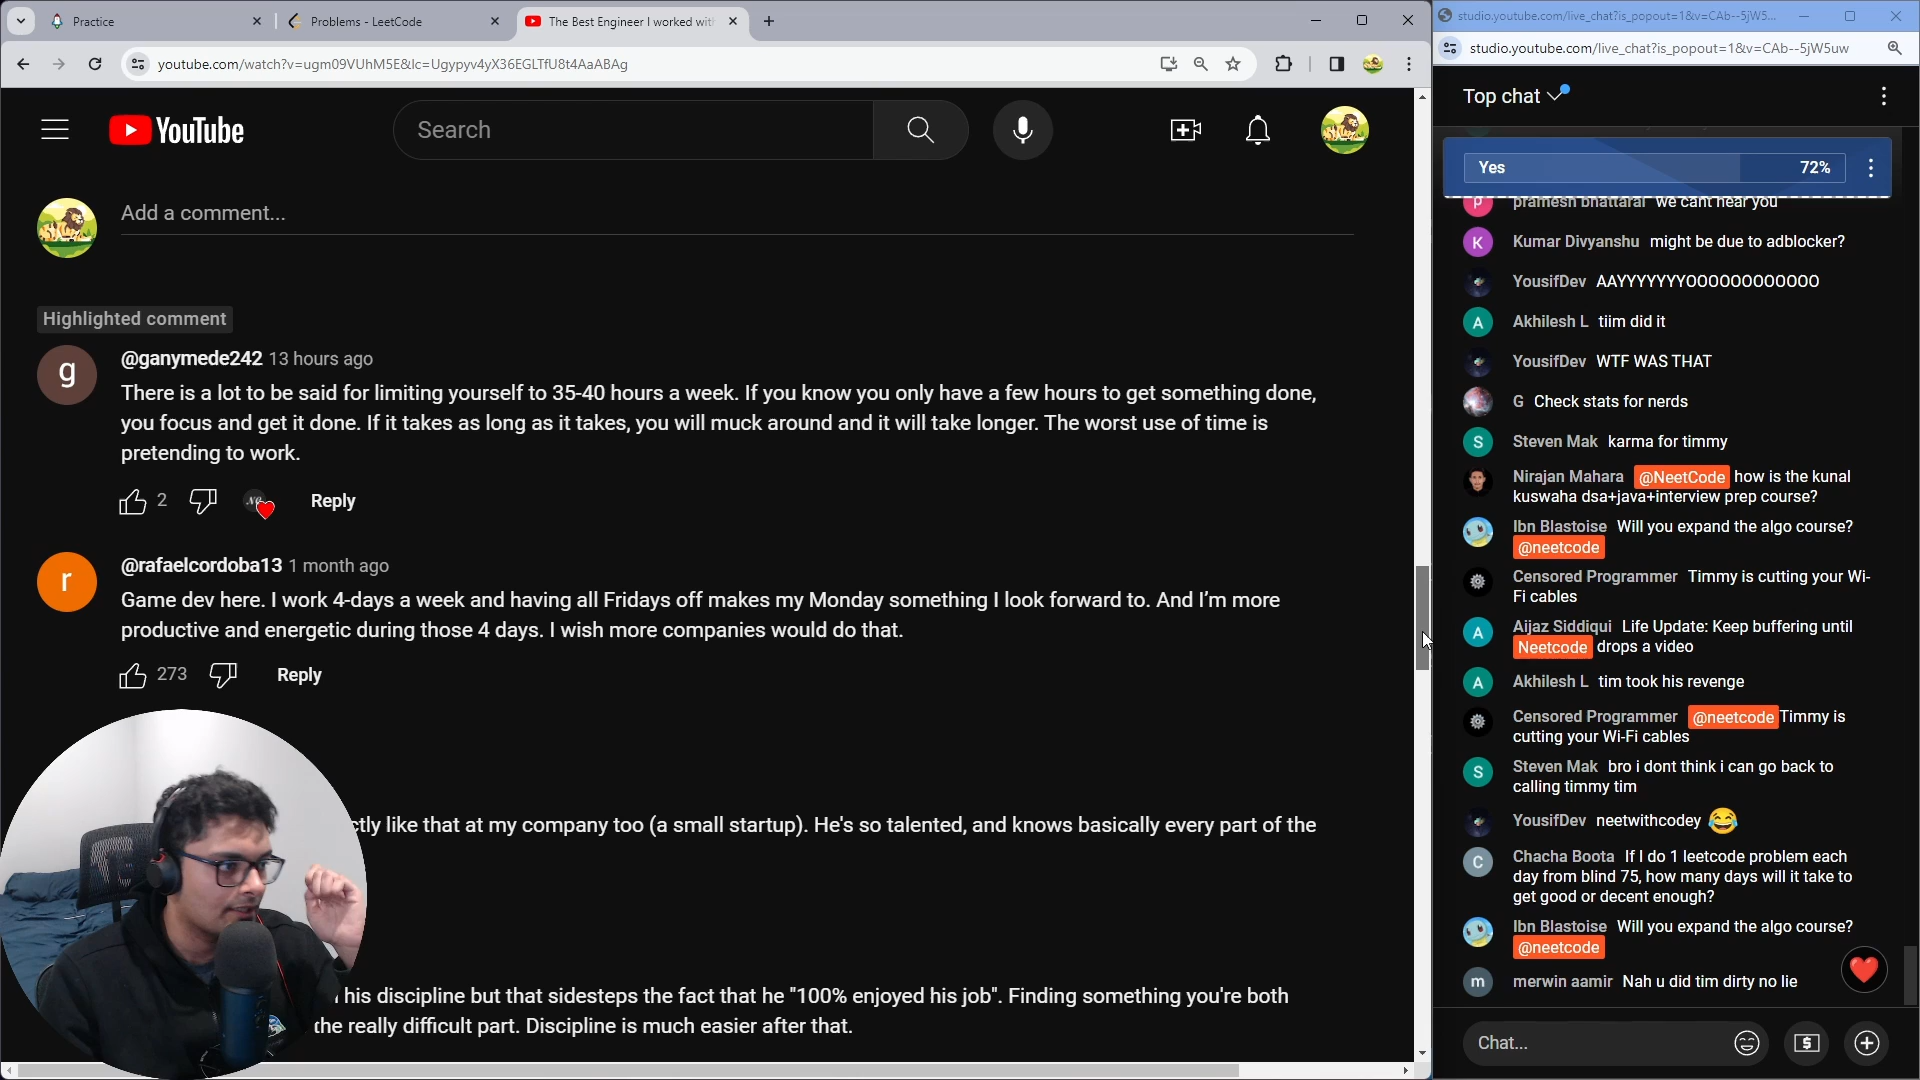 Practice
Problems - LeetCode
The Best Engineer I worked with
youtube.com/watch?v=ugm09VUhM5E&lc=Ugypyv4yX36EGLTfU8t4AaABAg
YouTube
Search
Add a comment...
Highlighted comment
g
@ganymede242 13 hours ago
There is a lot to be said for limiting yourself to 35-40 hours a week. If you know you only have a few hours to get something done,
you focus and get it done. If it takes as long as it takes, you will muck around and it will take longer. The worst use of time is
pretending to work.
2
Reply
r
@rafaelcordoba13 1 month ago
Game dev here. I work 4-days a week and having all Fridays off makes my Monday something I look forward to. And I'm more
productive and energetic during those 4 days. I wish more companies would do that.
273
Reply
ctly like that at my company too (a small startup). He's so talented, and knows basically every part of the
his discipline but that sidesteps the fact that he "100% enjoyed his job". Finding something you're both
the really difficult part. Discipline is much easier after that.
studio.youtube.com/live_chat?is_popout=1&v=CAb--5jW5...
studio.youtube.com/live_chat?is_popout=1&v=CAb--5jW5uw
Top chat
Yes 72%
P pramesh bhattarai we cant hear you
K Kumar Divyanshu might be due to adblocker?
YousifDev AAYYYYYYYOOOOOOOOOOOO
A Akhilesh L tiim did it
YousifDev WTF WAS THAT
G Check stats for nerds
S Steven Mak karma for timmy
Nirajan Mahara @NeetCode how is the kunal
kuswaha dsa+java+interview prep course?
Ibn Blastoise Will you expand the algo course?
@neetcode
Censored Programmer Timmy is cutting your Wi-
Fi cables
A Aijaz Siddiqui Life Update: Keep buffering until
Neetcode drops a video
A Akhilesh L tim took his revenge
Censored Programmer @neetcode Timmy is
cutting your Wi-Fi cables
S Steven Mak bro i dont think i can go back to
calling timmy tim
YousifDev neetwithcodey 😂
C Chacha Boota If I do 1 leetcode problem each
day from blind 75, how many days will it take to
get good or decent enough?
Ibn Blastoise Will you expand the algo course?
@neetcode
m merwin aamir Nah u did tim dirty no lie
Chat...